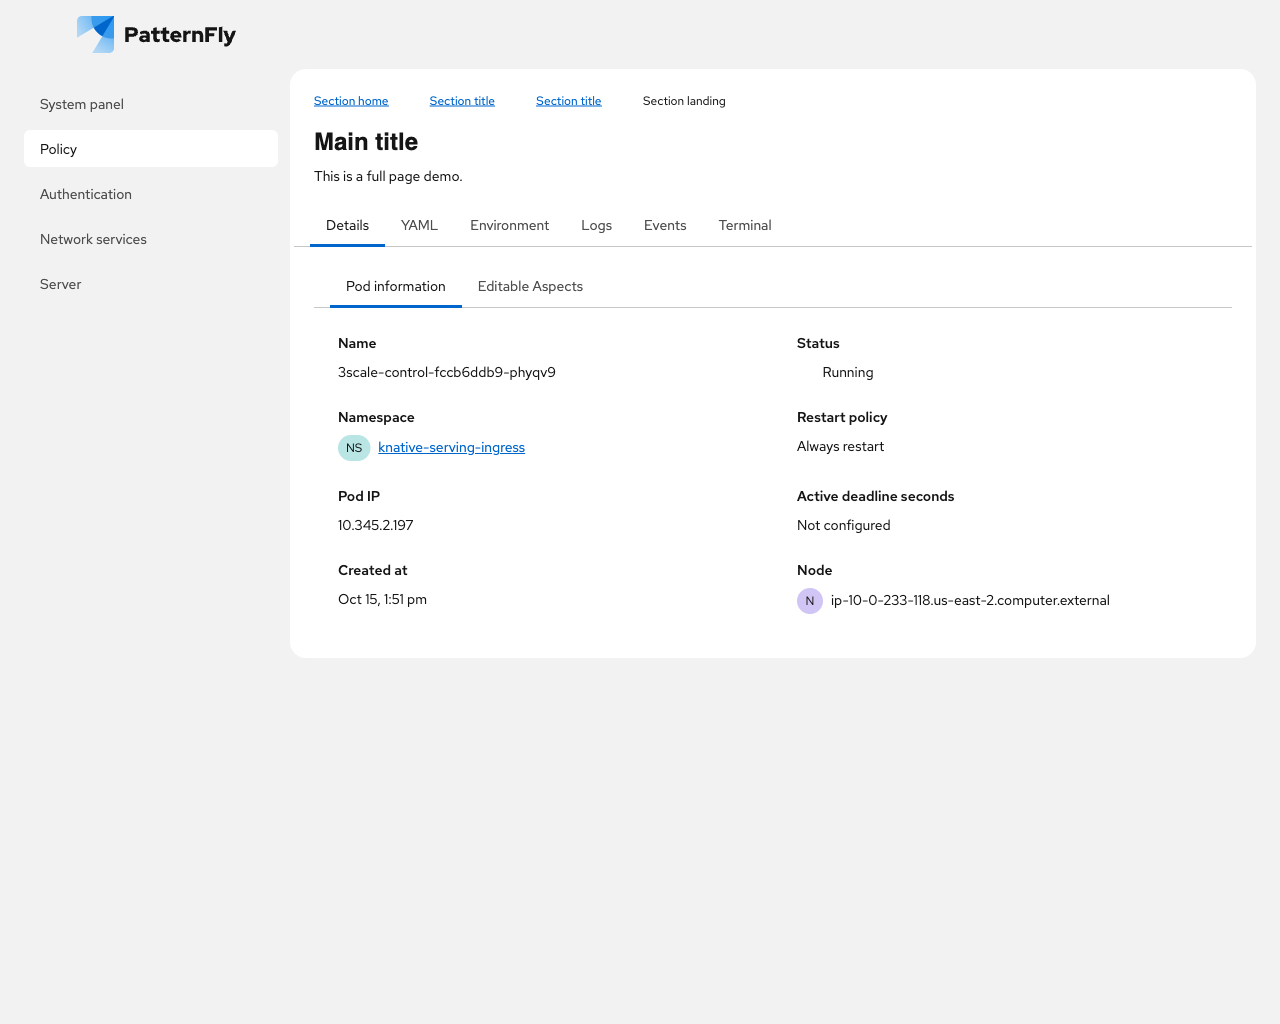 PatternFly
System panel
Policy
Authentication
Network services
Server
Section home Section title Section title Section landing
Main title
This is a full page demo.
Details YAML Environment Logs Events Terminal
Pod information Editable Aspects
Name
3scale-control-fccb6ddb9-phyqv9
Status
Running
Namespace
NS knative-serving-ingress
Restart policy
Always restart
Pod IP
10.345.2.197
Active deadline seconds
Not configured
Created at
Oct 15, 1:51 pm
Node
N ip-10-0-233-118.us-east-2.computer.external